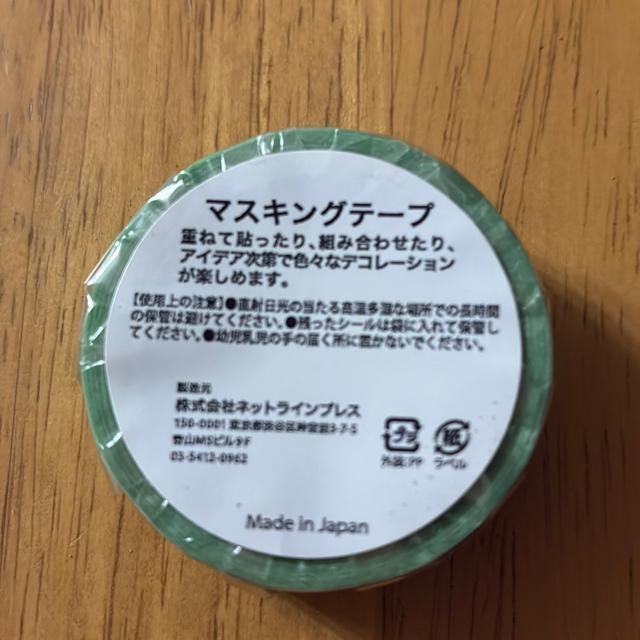 マスキングテープ
重ねて貼ったり、組み合わせたり、
アイデア次第で色々なデコレーション
が楽しめます。
【使用上の注意】●直射日光の当たる高温多湿な場所での長時間
の保管は避けてください。●残ったシールは袋に入れて保管し
てください。●幼児乳児の手の届く所に置かないでください。
製造元
株式会社ネットラインプレス
150-0001 東京都渋谷区神宮前3-7-5
青山MSビル9F
03-5412-0962
プラ
外装:PP
紙
ラベル
Made in Japan